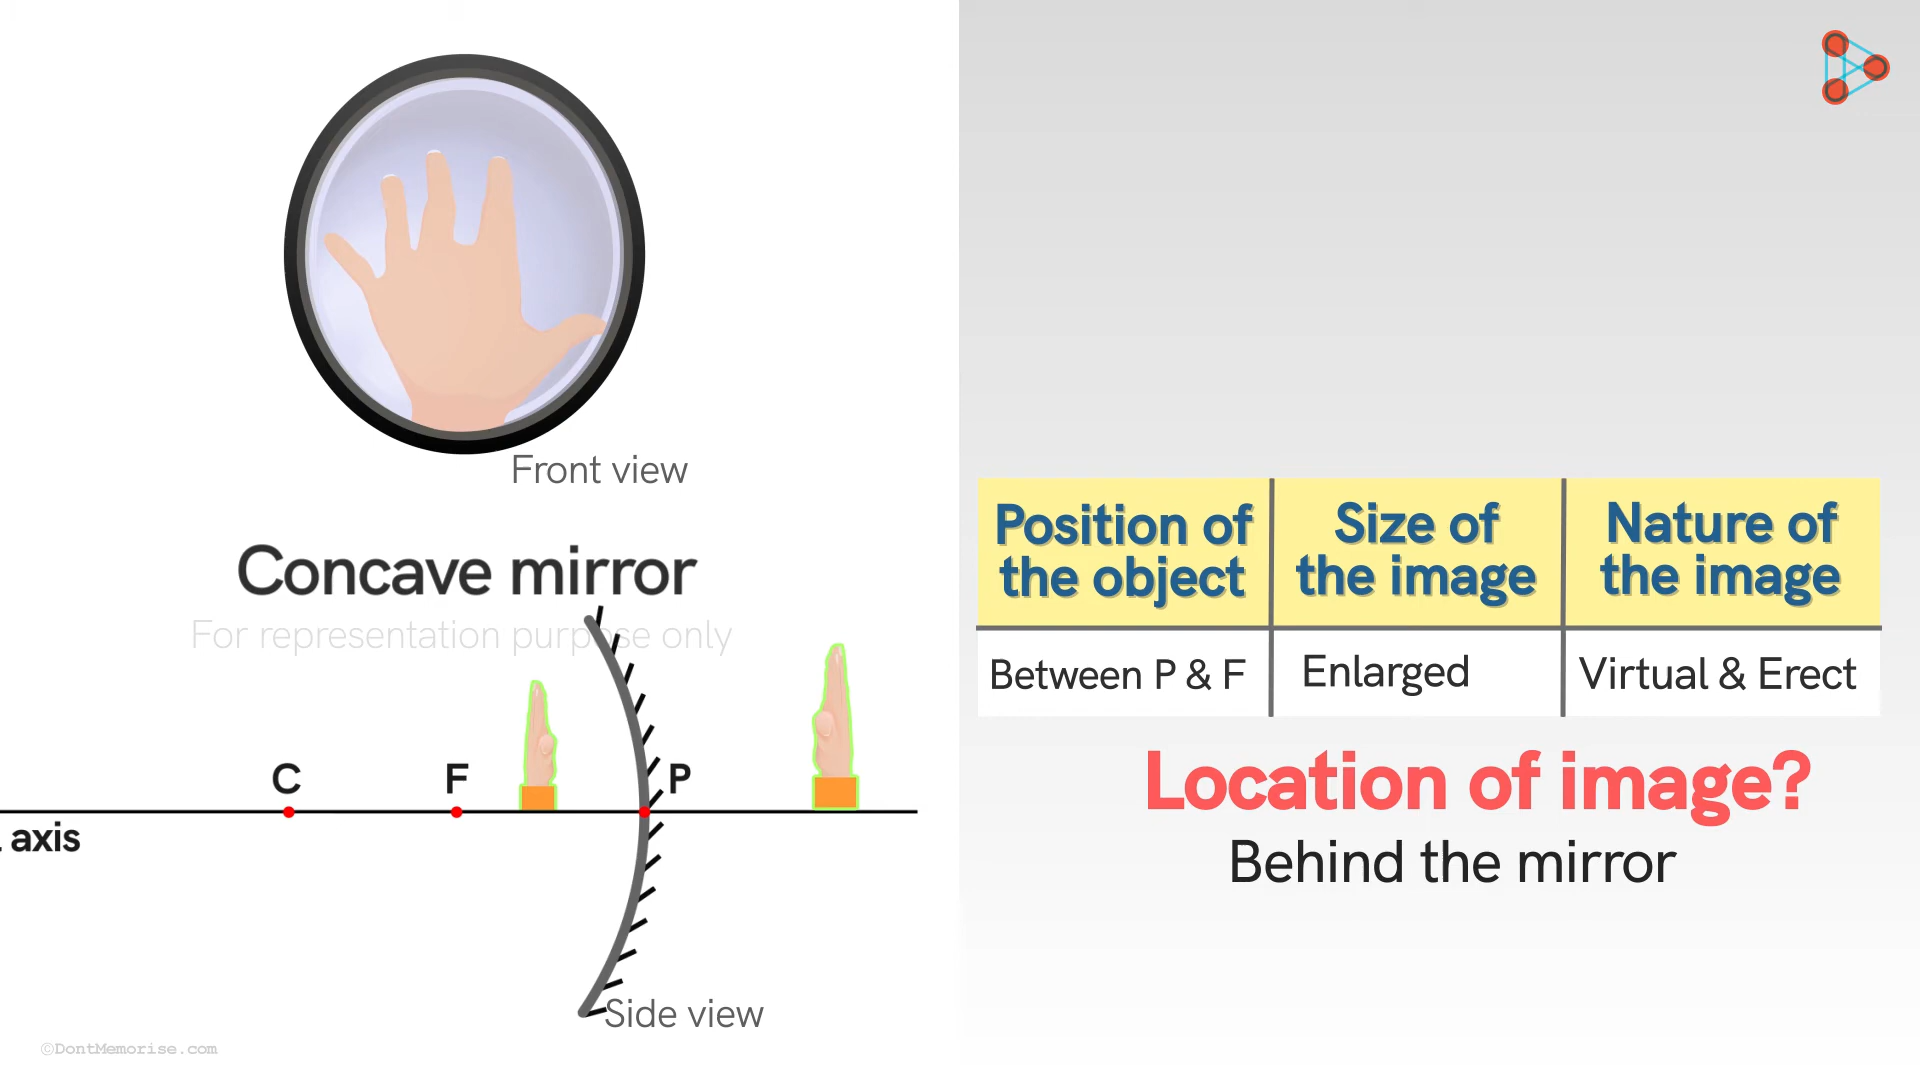 Front view
Concave mirror
For representation purpose only
C
F
P
axis
Side view
©DontMemorise.com
Position of
the object
Size of
the image
Nature of
the image
Between P & F
Enlarged
Virtual & Erect
Location of image?
Behind the mirror